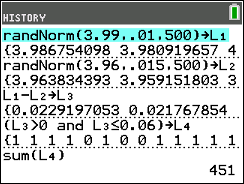 HISTORY
randNorm(3.99,.01,500)→L₁
{3.986754098 3.980919657 4
randNorm(3.96,.015,500)→L₂
{3.963834393 3.959151803 3
L₁-L₂→L₃
{0.0229197053 0.021767854
(L₃>0 and L₃≤0.06)→L₄
{1 1 1 0 1 0 0 1 1 1 1 1
sum(L₄)
451